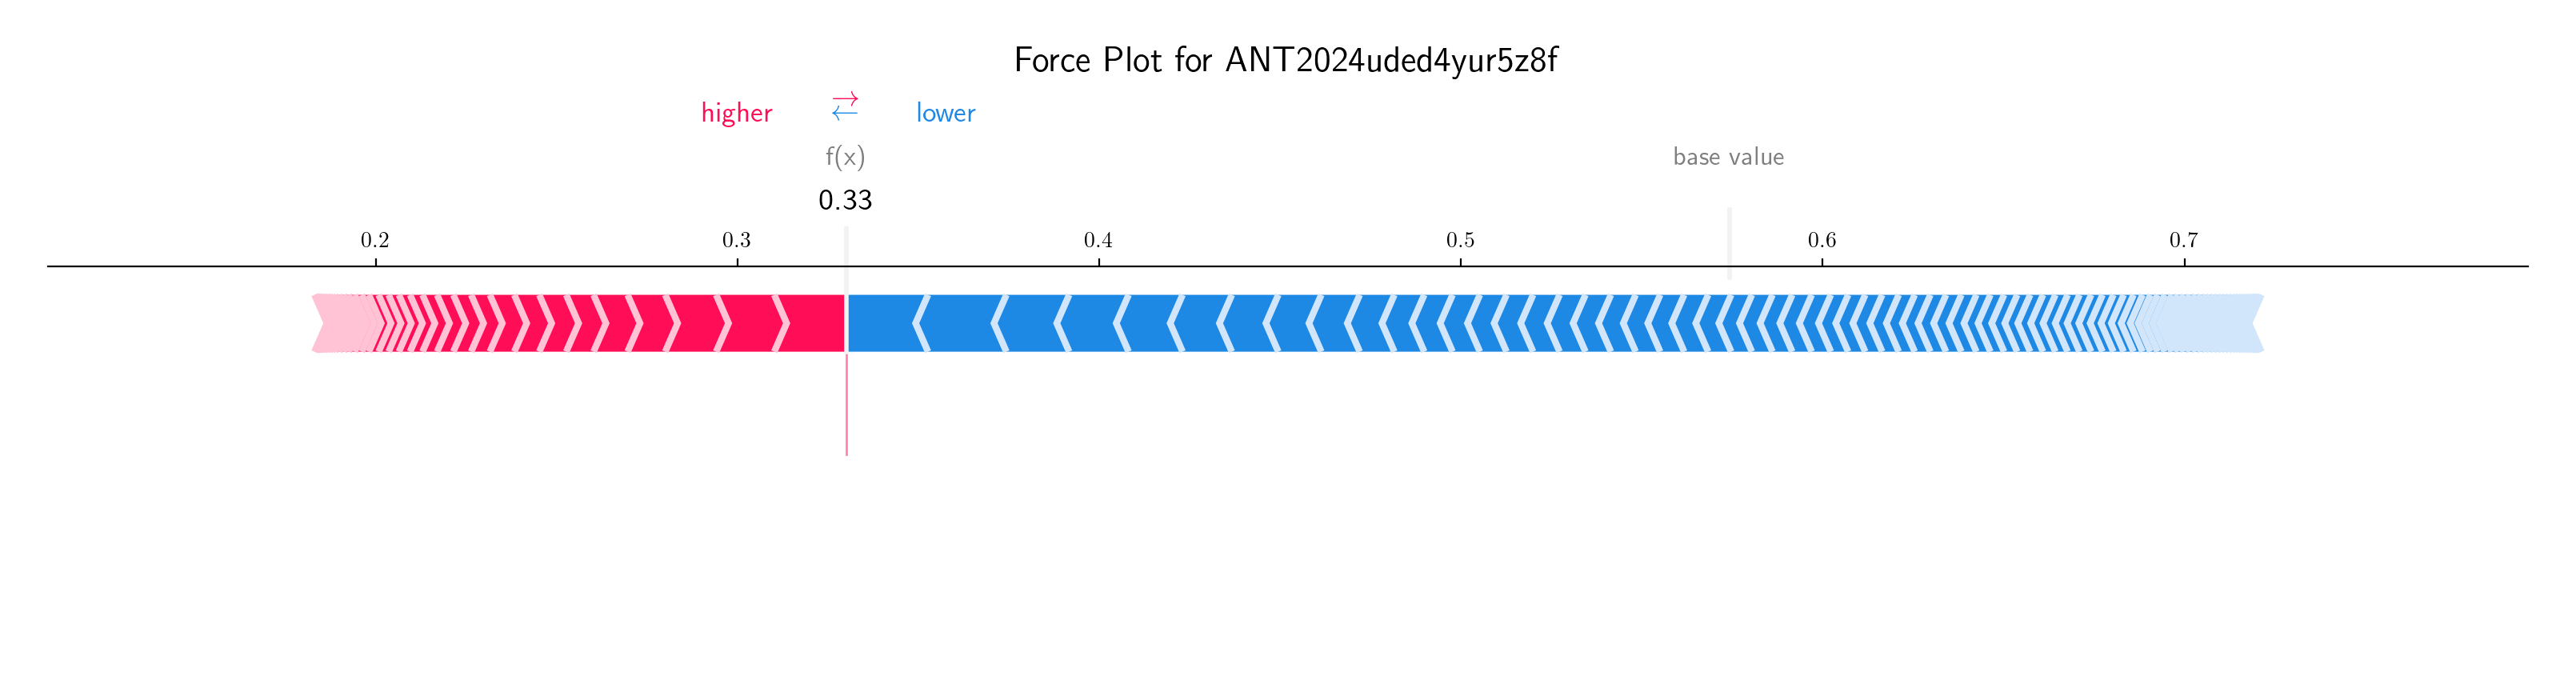 Force Plot for ANT2024uded4yur5z8f
higher → ← lower
f(x) base value
0.33
0.2 0.3 0.4 0.5 0.6 0.7